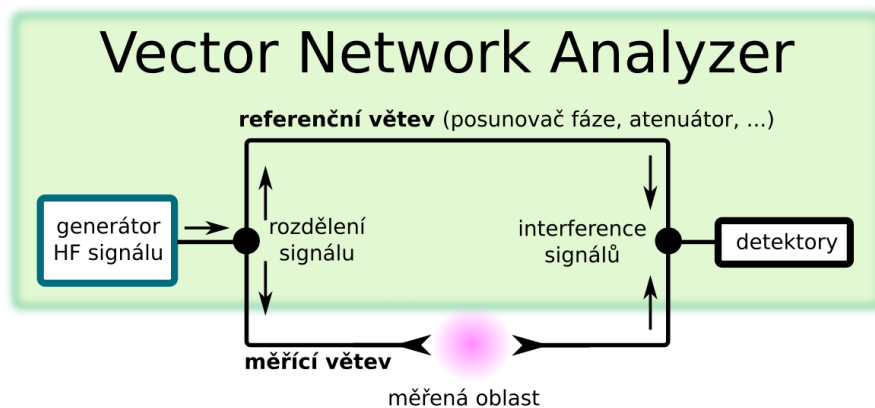 Vector Network Analyzer
referenční větev (posunovač fáze, atenuátor, ...)
generátor
HF signálu
rozdělení
signálu
interference
signálů
detektory
měřící větev
měřená oblast